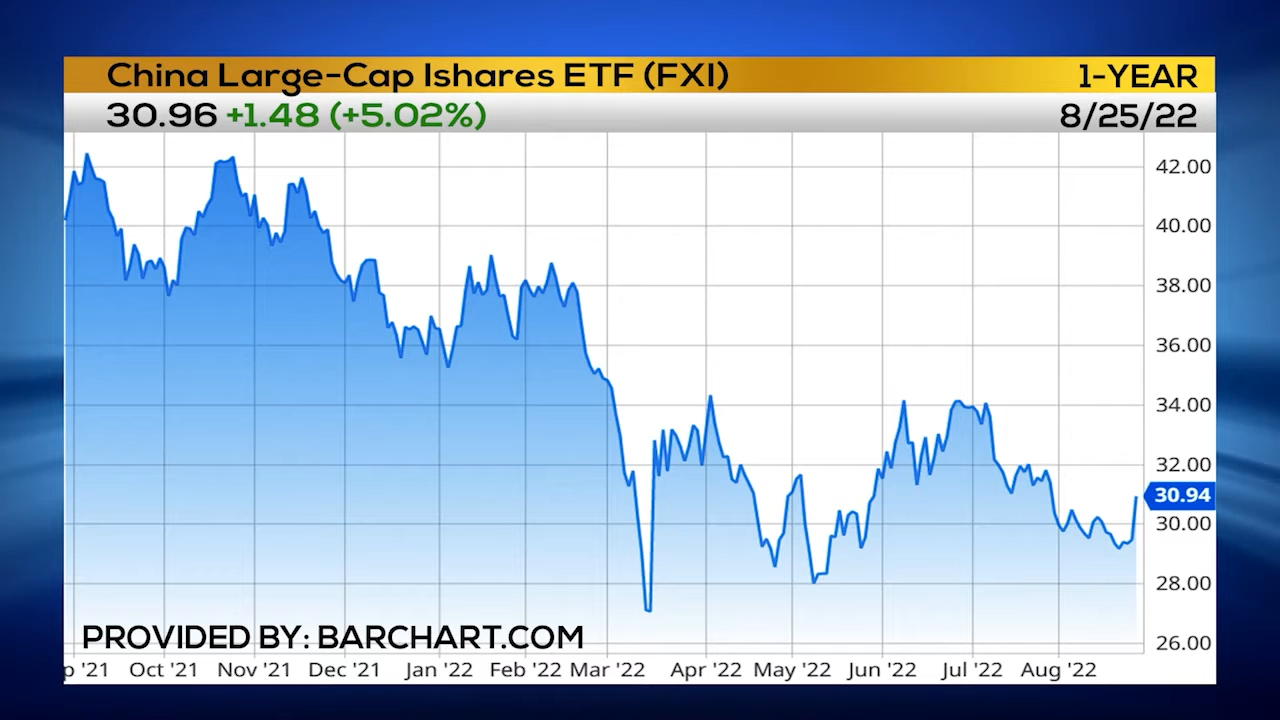 China Large-Cap Ishares ETF (FXI) 1-YEAR
30.96 +1.48 (+5.02%) 8/25/22
42.00
40.00
38.00
36.00
34.00
32.00
30.94
30.00
28.00
26.00
PROVIDED BY: BARCHART.COM
p '21 Oct '21 Nov '21 Dec '21 Jan '22 Feb '22 Mar '22 Apr '22 May '22 Jun '22 Jul '22 Aug '22